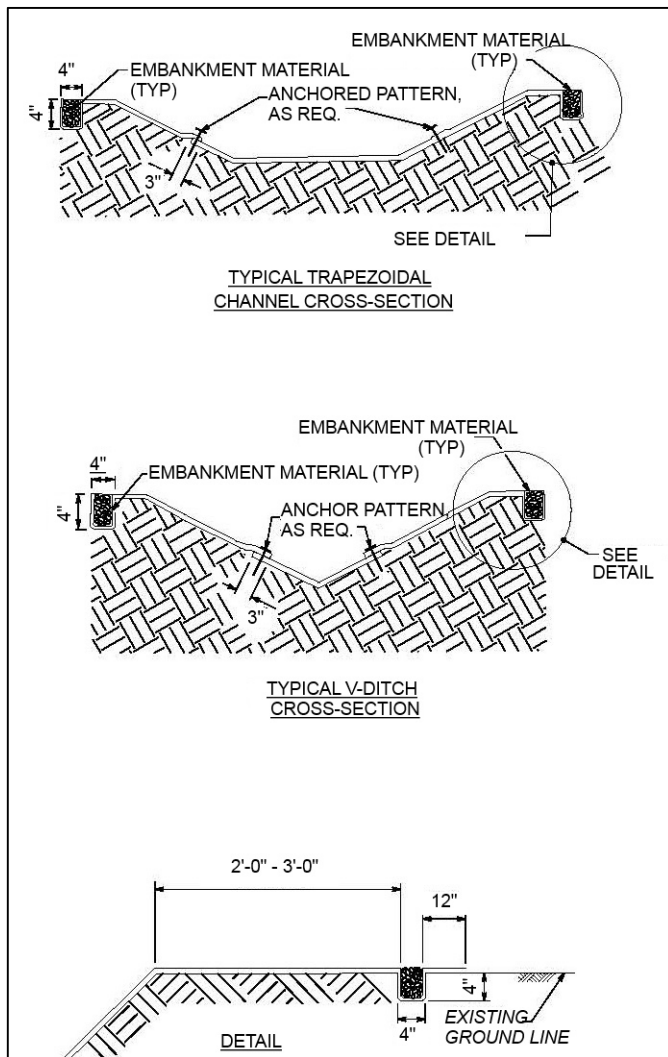 EMBANKMENT MATERIAL
(TYP)
4"
EMBANKMENT MATERIAL
(TYP)
ANCHORED PATTERN,
AS REQ.
4"
3"
SEE DETAIL
TYPICAL TRAPEZOIDAL
CHANNEL CROSS-SECTION
EMBANKMENT MATERIAL
(TYP)
4"
EMBANKMENT MATERIAL (TYP)
4"
ANCHOR PATTERN,
AS REQ.
SEE
DETAIL
3"
TYPICAL V-DITCH
CROSS-SECTION
2'-0" - 3'-0"
12"
4"
4"
EXISTING
GROUND LINE
DETAIL